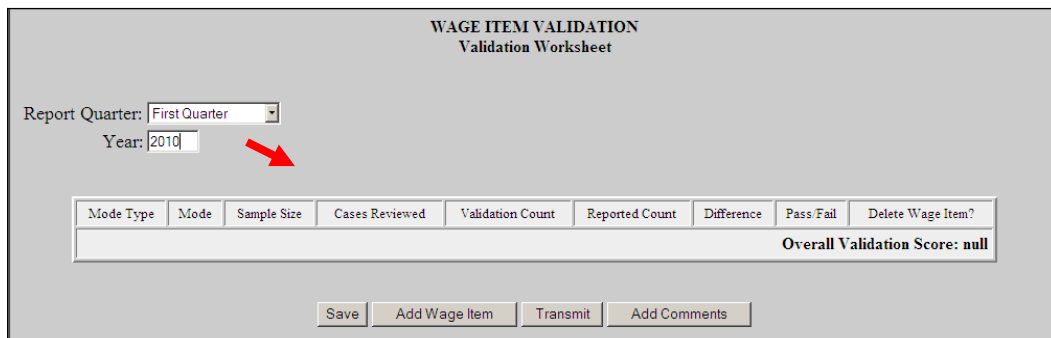 WAGE ITEM VALIDATION
Validation Worksheet
Report Quarter: First Quarter
Year: 2010
Mode Type Mode Sample Size Cases Reviewed Validation Count Reported Count Difference Pass/Fail Delete Wage Item?
Overall Validation Score: null
Save Add Wage Item Transmit Add Comments